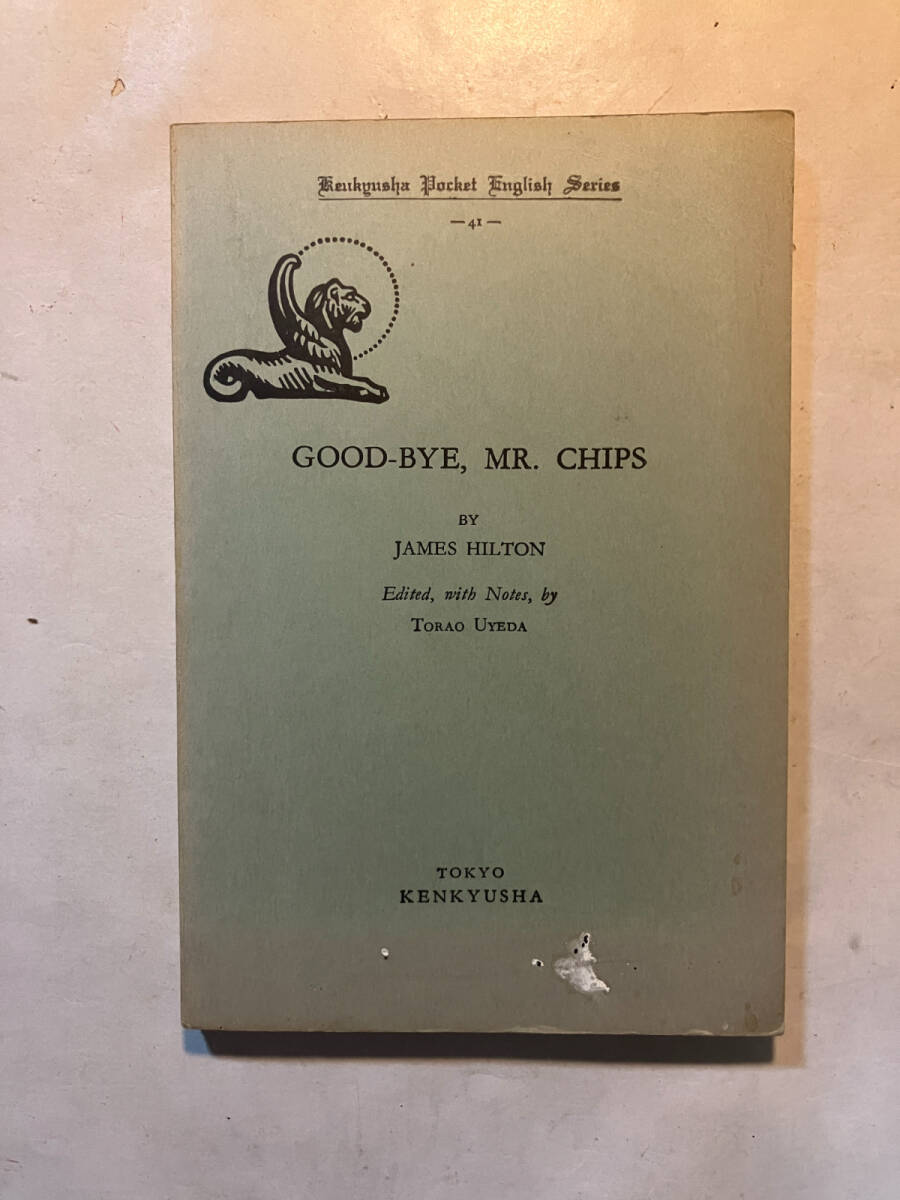 Kenkyusha Pocket English Series
—41—
GOOD-BYE, MR. CHIPS
BY
JAMES HILTON
Edited, with Notes, by
TORAO UYEDA
TOKYO
KENKYUSHA